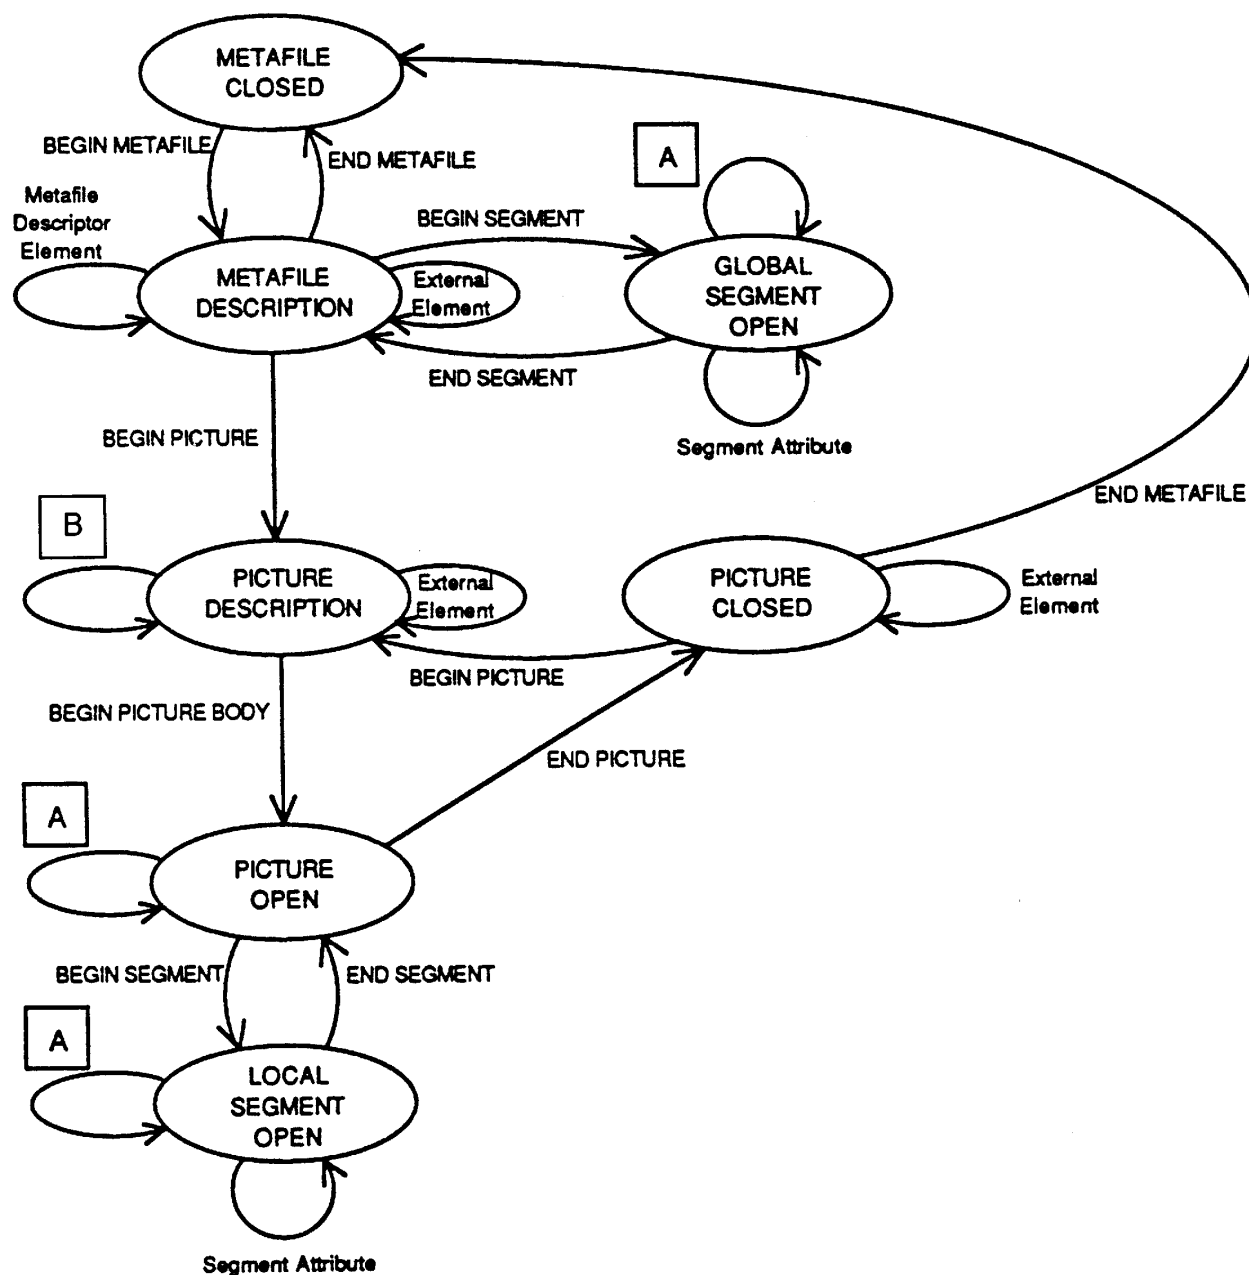 METAFILE
CLOSED
BEGIN METAFILE
END METAFILE
A
Metafile
Descriptor
Element
BEGIN SEGMENT
METAFILE
DESCRIPTION
External
Element
GLOBAL
SEGMENT
OPEN
END SEGMENT
BEGIN PICTURE
Segment Attribute
END METAFILE
B
PICTURE
DESCRIPTION
External
Element
PICTURE
CLOSED
External
Element
BEGIN PICTURE
BEGIN PICTURE BODY
END PICTURE
A
PICTURE
OPEN
BEGIN SEGMENT
END SEGMENT
A
LOCAL
SEGMENT
OPEN
Segment Attribute